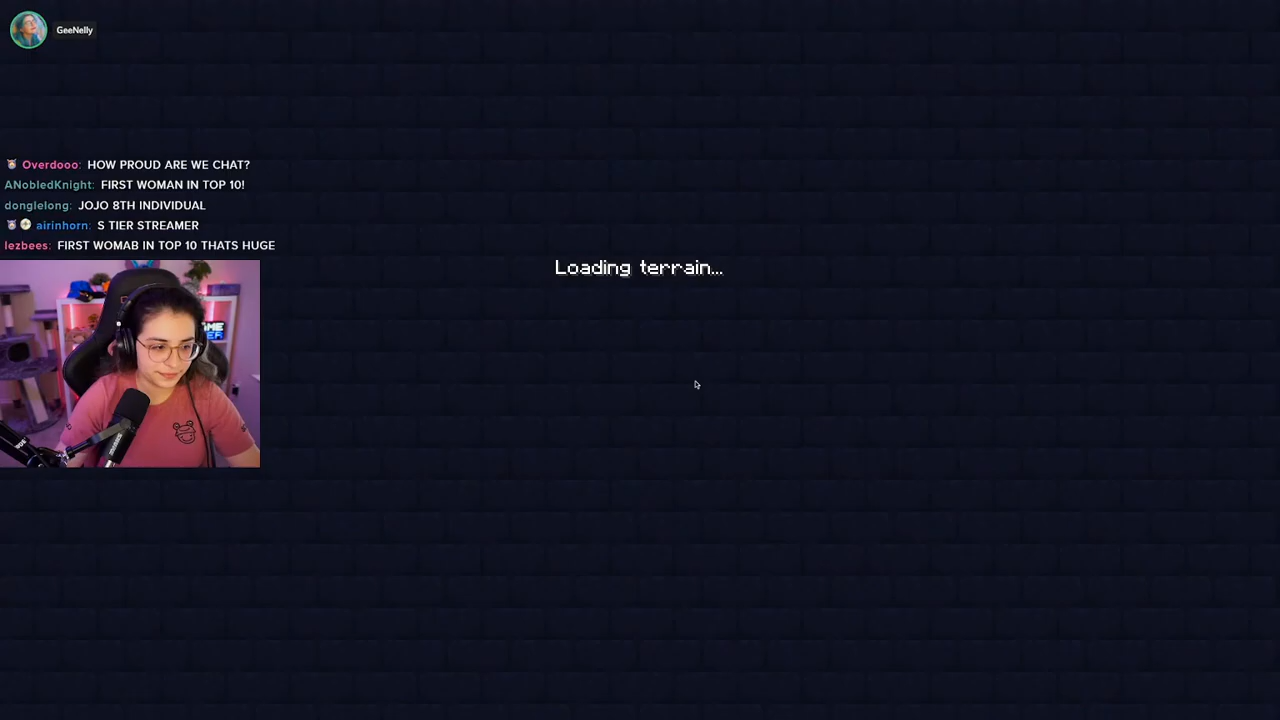 GeeNelly
Overdooo: HOW PROUD ARE WE CHAT?
ANobledKnight: FIRST WOMAN IN TOP 10!
donglelong: JOJO 8TH INDIVIDUAL
airinhorn: S TIER STREAMER
lezbees: FIRST WOMAB IN TOP 10 THATS HUGE
Loading terrain...